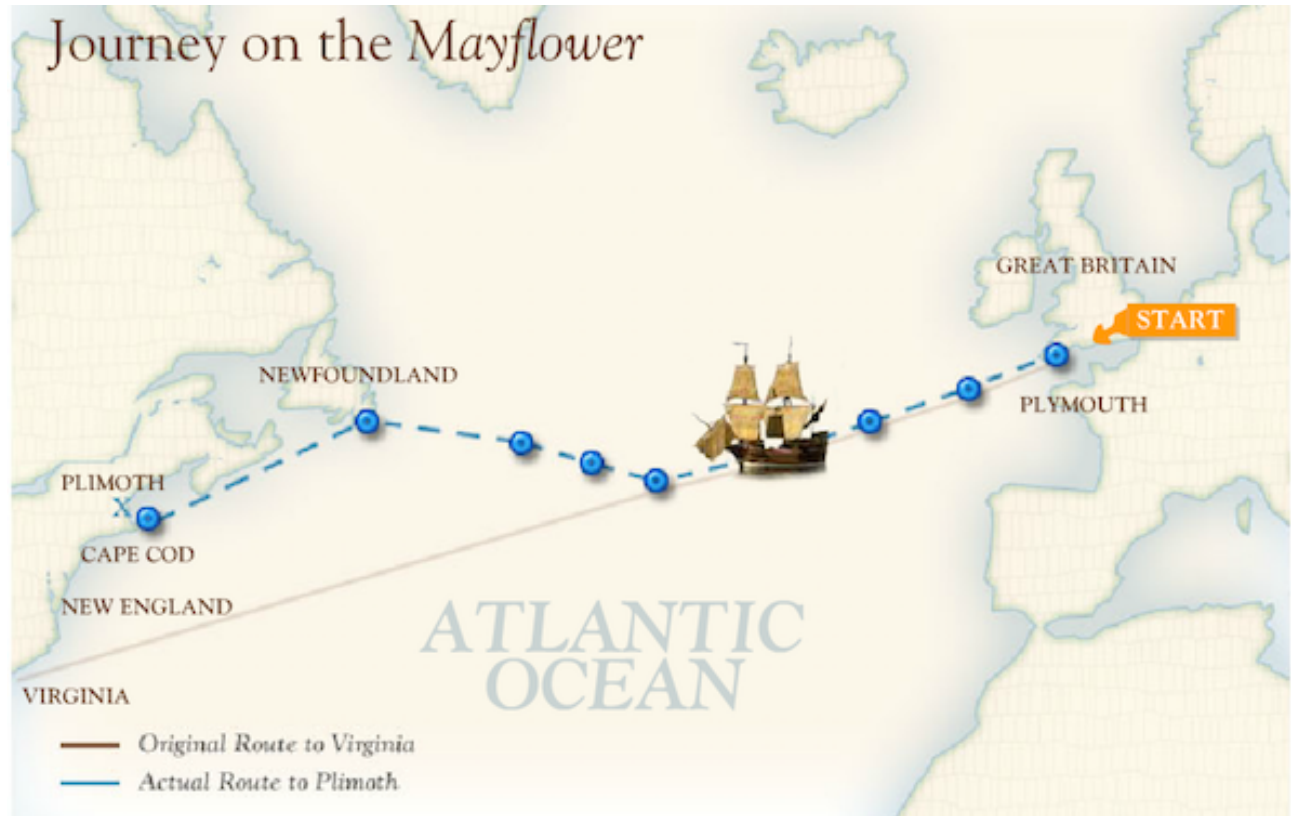 Journey on the Mayflower
GREAT BRITAIN
START
NEWFOUNDLAND
PLYMOUTH
PLIMOTH
X
CAPE COD
NEW ENGLAND
ATLANTIC
OCEAN
VIRGINIA
Original Route to Virginia
Actual Route to Plimoth